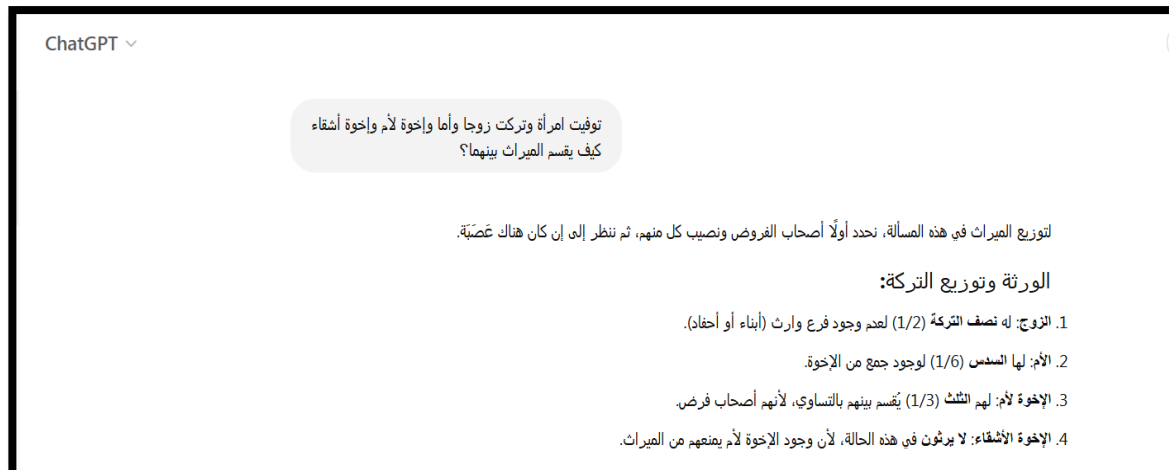 ChatGPT
توفيت امرأة وتركت زوجا وأما وإخوة لأم وإخوة أشقاء
كيف يقسم الميراث بينهما؟
لتوزيع الميراث في هذه المسألة، نحدد أولًا أصحاب الفروض ونصيب كل منهم، ثم ننظر إلى إن كان هناك عَصَبَة.
الورثة وتوزيع التركة:
1. الزوج: له نصف التركة (1/2) لعدم وجود فرع وارث (أبناء أو أحفاد).
2. الأم: لها السدس (1/6) لوجود جمع من الإخوة.
3. الإخوة لأم: لهم الثلث (1/3) يُقسم بينهم بالتساوي، لأنهم أصحاب فرض.
4. الإخوة الأشقاء: لا يرثون في هذه الحالة، لأن وجود الإخوة لأم يمنعهم من الميراث.